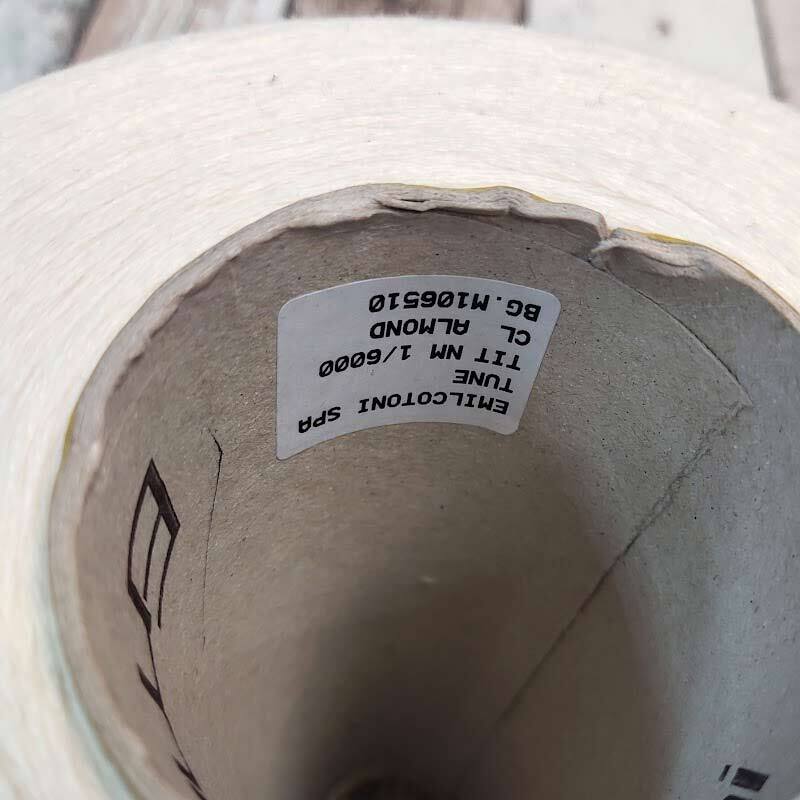 EMILCOTONI SPA
TUNE
TIT NM 1/6000
CL ALMOND
BG.M106510